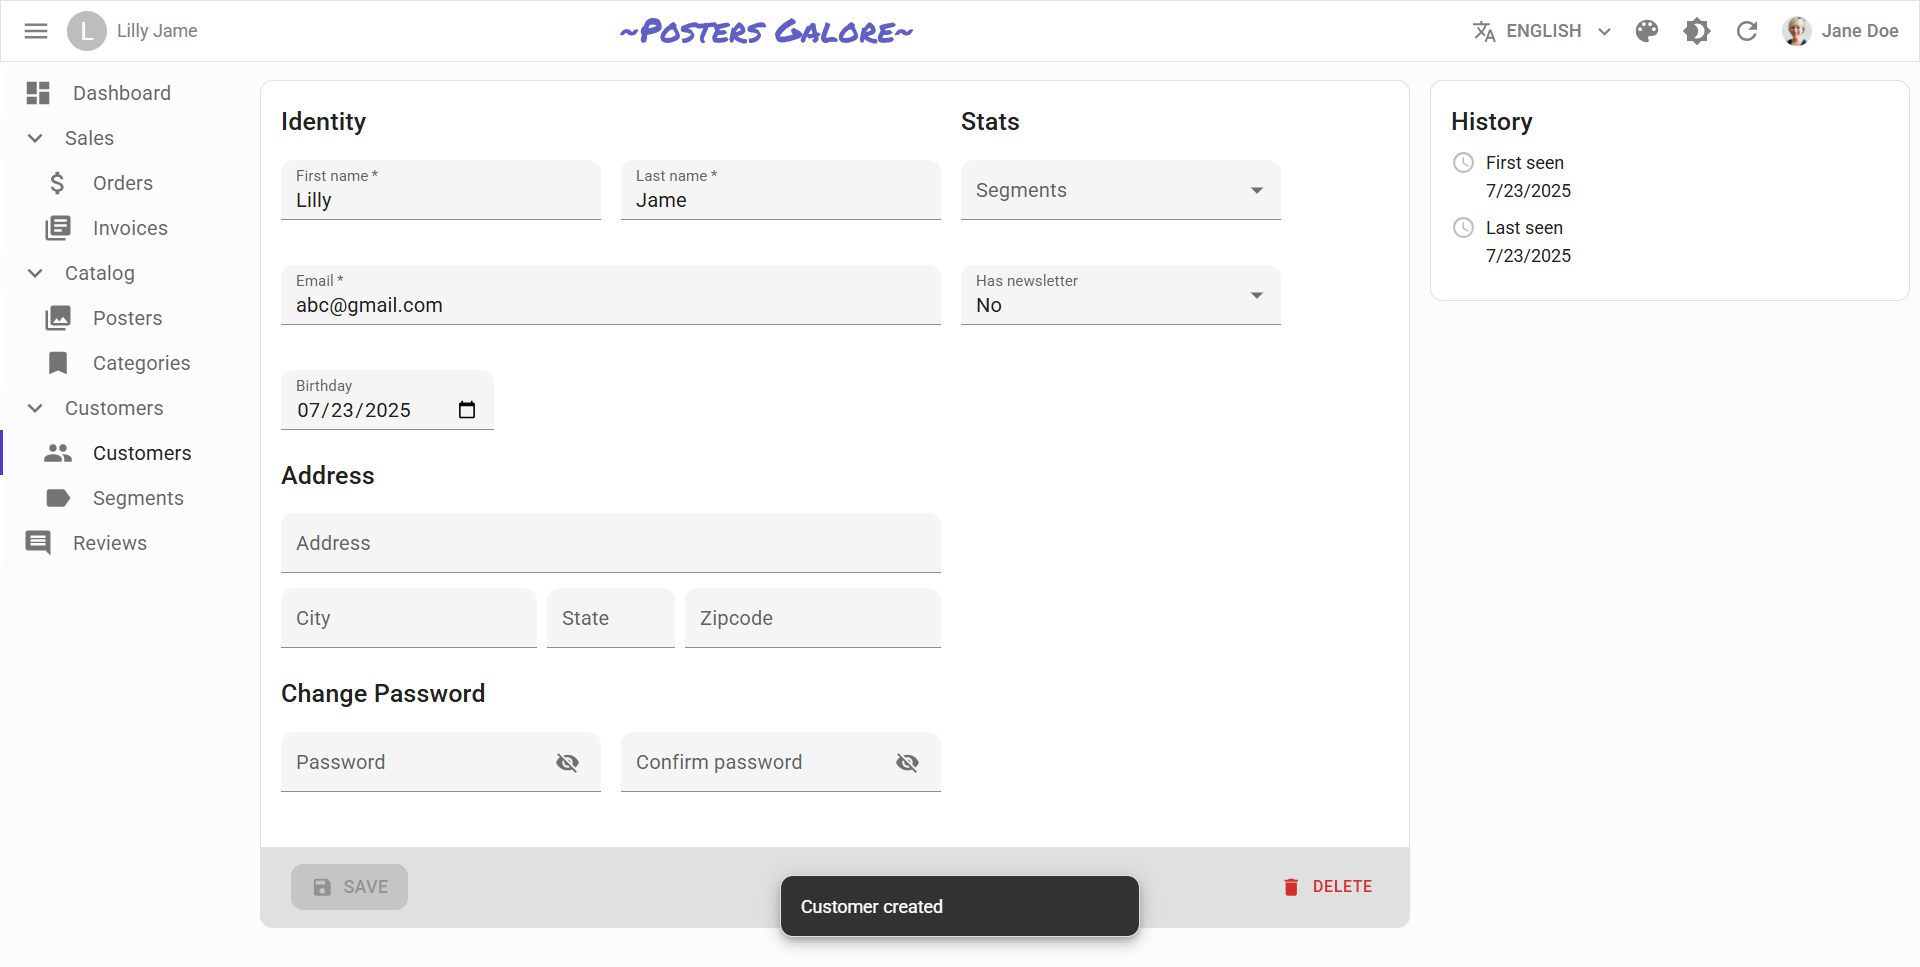 L
Lilly Jame
~Posters Galore~
ENGLISH
Jane Doe
Dashboard
Sales
Orders
Invoices
Catalog
Posters
Categories
Customers
Customers
Segments
Reviews
Identity
First name *
Lilly
Last name *
Jame
Email *
abc@gmail.com
Birthday
07/23/2025
Address
Address
City
State
Zipcode
Change Password
Password
Confirm password
Stats
Segments
Has newsletter
No
SAVE
DELETE
Customer created
History
First seen
7/23/2025
Last seen
7/23/2025